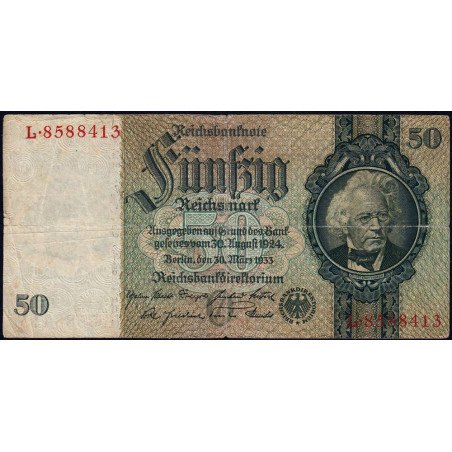 L·8588413
Reichsbanknote
50
Fünfzig
Reichsmark
50
Ausgegeben auf Grund des Bank-
gesetzes vom 30. August 1924.
Berlin, den 30. März 1933
Reichsbankdirektorium
50
L·8588413